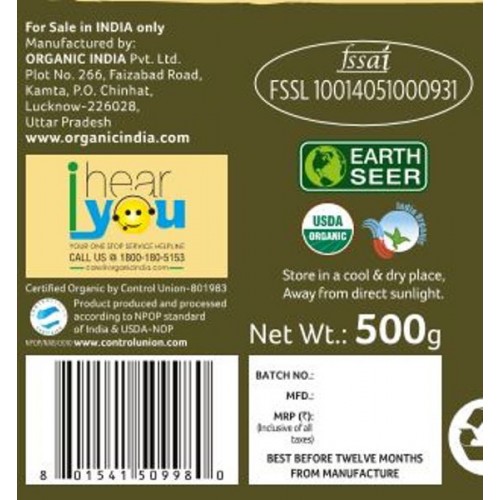 For Sale in INDIA only
Manufactured by:
ORGANIC INDIA Pvt. Ltd.
Plot No. 266, Faizabad Road,
Kamta, P.O. Chinhat,
Lucknow-226028,
Uttar Pradesh
www.organicindia.com
i hear
you
YOUR ONE STOP SERVICE HELPLINE
CALL US @ 1800-180-5153
care@organicindia.com
Certified Organic by Control Union-801983
Product produced and processed
according to NPOP standard
of India & USDA-NOP
www.controlunion.com
8 01541 50998 0
fssai
FSSL 10014051000931
EARTH
SEER
USDA
ORGANIC
India Organic
Store in a cool & dry place,
Away from direct sunlight.
Net Wt.: 500g
BATCH NO.:
MFD.:
MRP (₹):
(Inclusive of all
taxes)
BEST BEFORE TWELVE MONTHS
FROM MANUFACTURE